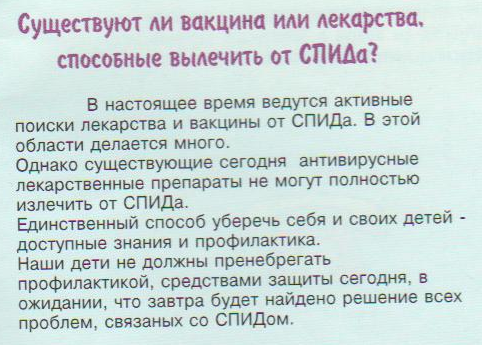 Существуют ли вакцина или лекарства,
способные вылечить от СПИДа?
В настоящее время ведутся активные
поиски лекарства и вакцины от СПИДа. В этой
области делается много.
Однако существующие сегодня антивирусные
лекарственные препараты не могут полностью
излечить от СПИДа.
Единственный способ уберечь себя и своих детей -
доступные знания и профилактика.
Наши дети не должны пренебрегать
профилактикой, средствами защиты сегодня, в
ожидании, что завтра будет найдено решение всех
проблем, связаных со СПИДом.